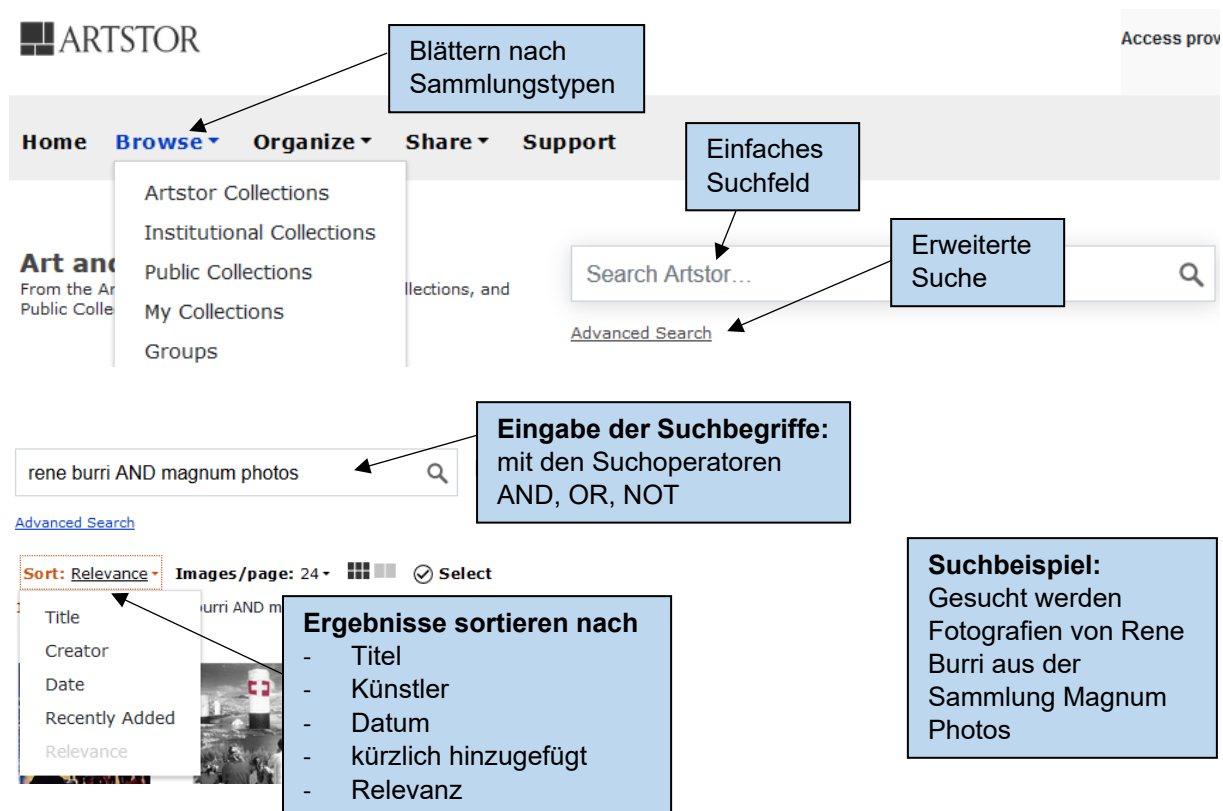 ARTSTOR
Blättern nach
Sammlungstypen
Access prov
Home Browse Organize Share Support
Einfaches
Suchfeld
Artstor Collections
Institutional Collections
Public Collections
My Collections
Groups
Art and
From the Ar
llections, and
Public Colle
Search Artstor...
Erweiterte
Suche
Advanced Search
Eingabe der Suchbegriffe:
mit den Suchoperatoren
AND, OR, NOT
rene burri AND magnum photos
Advanced Search
Sort: Relevance Images/page: 24 Select
burri AND m
Title
Creator
Date
Recently Added
Relevance
Ergebnisse sortieren nach
- Titel
- Künstler
- Datum
- kürzlich hinzugefügt
- Relevanz
Suchbeispiel:
Gesucht werden
Fotografien von Rene
Burri aus der
Sammlung Magnum
Photos